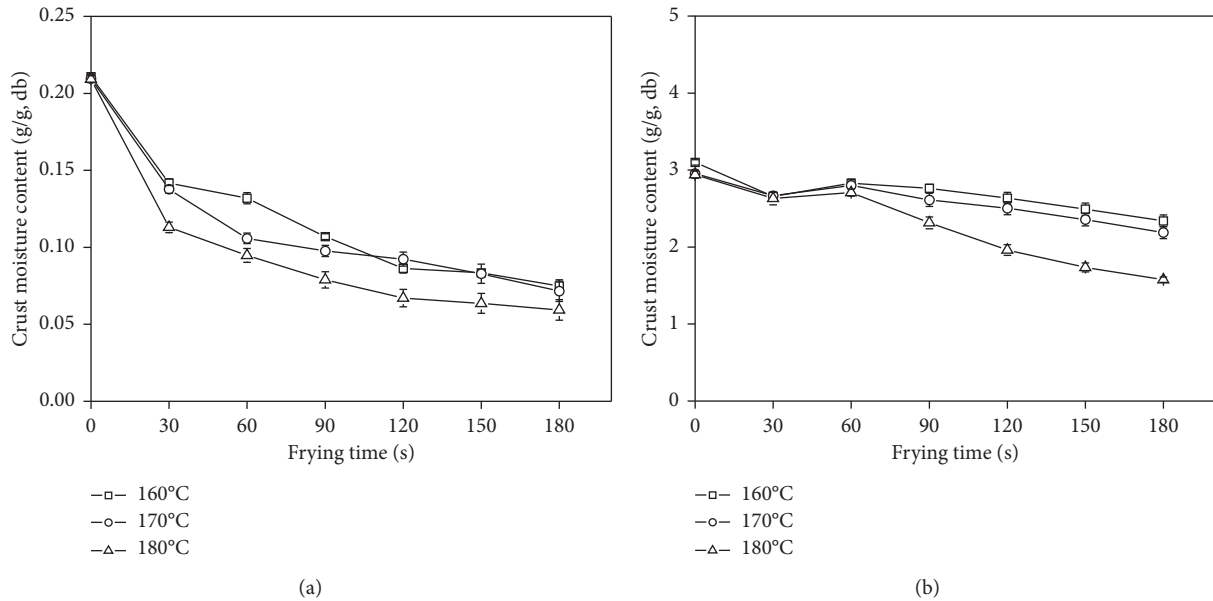 0.25
0.20
0.15
0.10
0.05
0.00
Crust moisture content (g/g, db)
0 30 60 90 120 150 180
Frying time (s)
160°C
170°C
180°C
(a)
5
4
3
2
1
0
Crust moisture content (g/g, db)
0 30 60 90 120 150 180
Frying time (s)
160°C
170°C
180°C
(b)